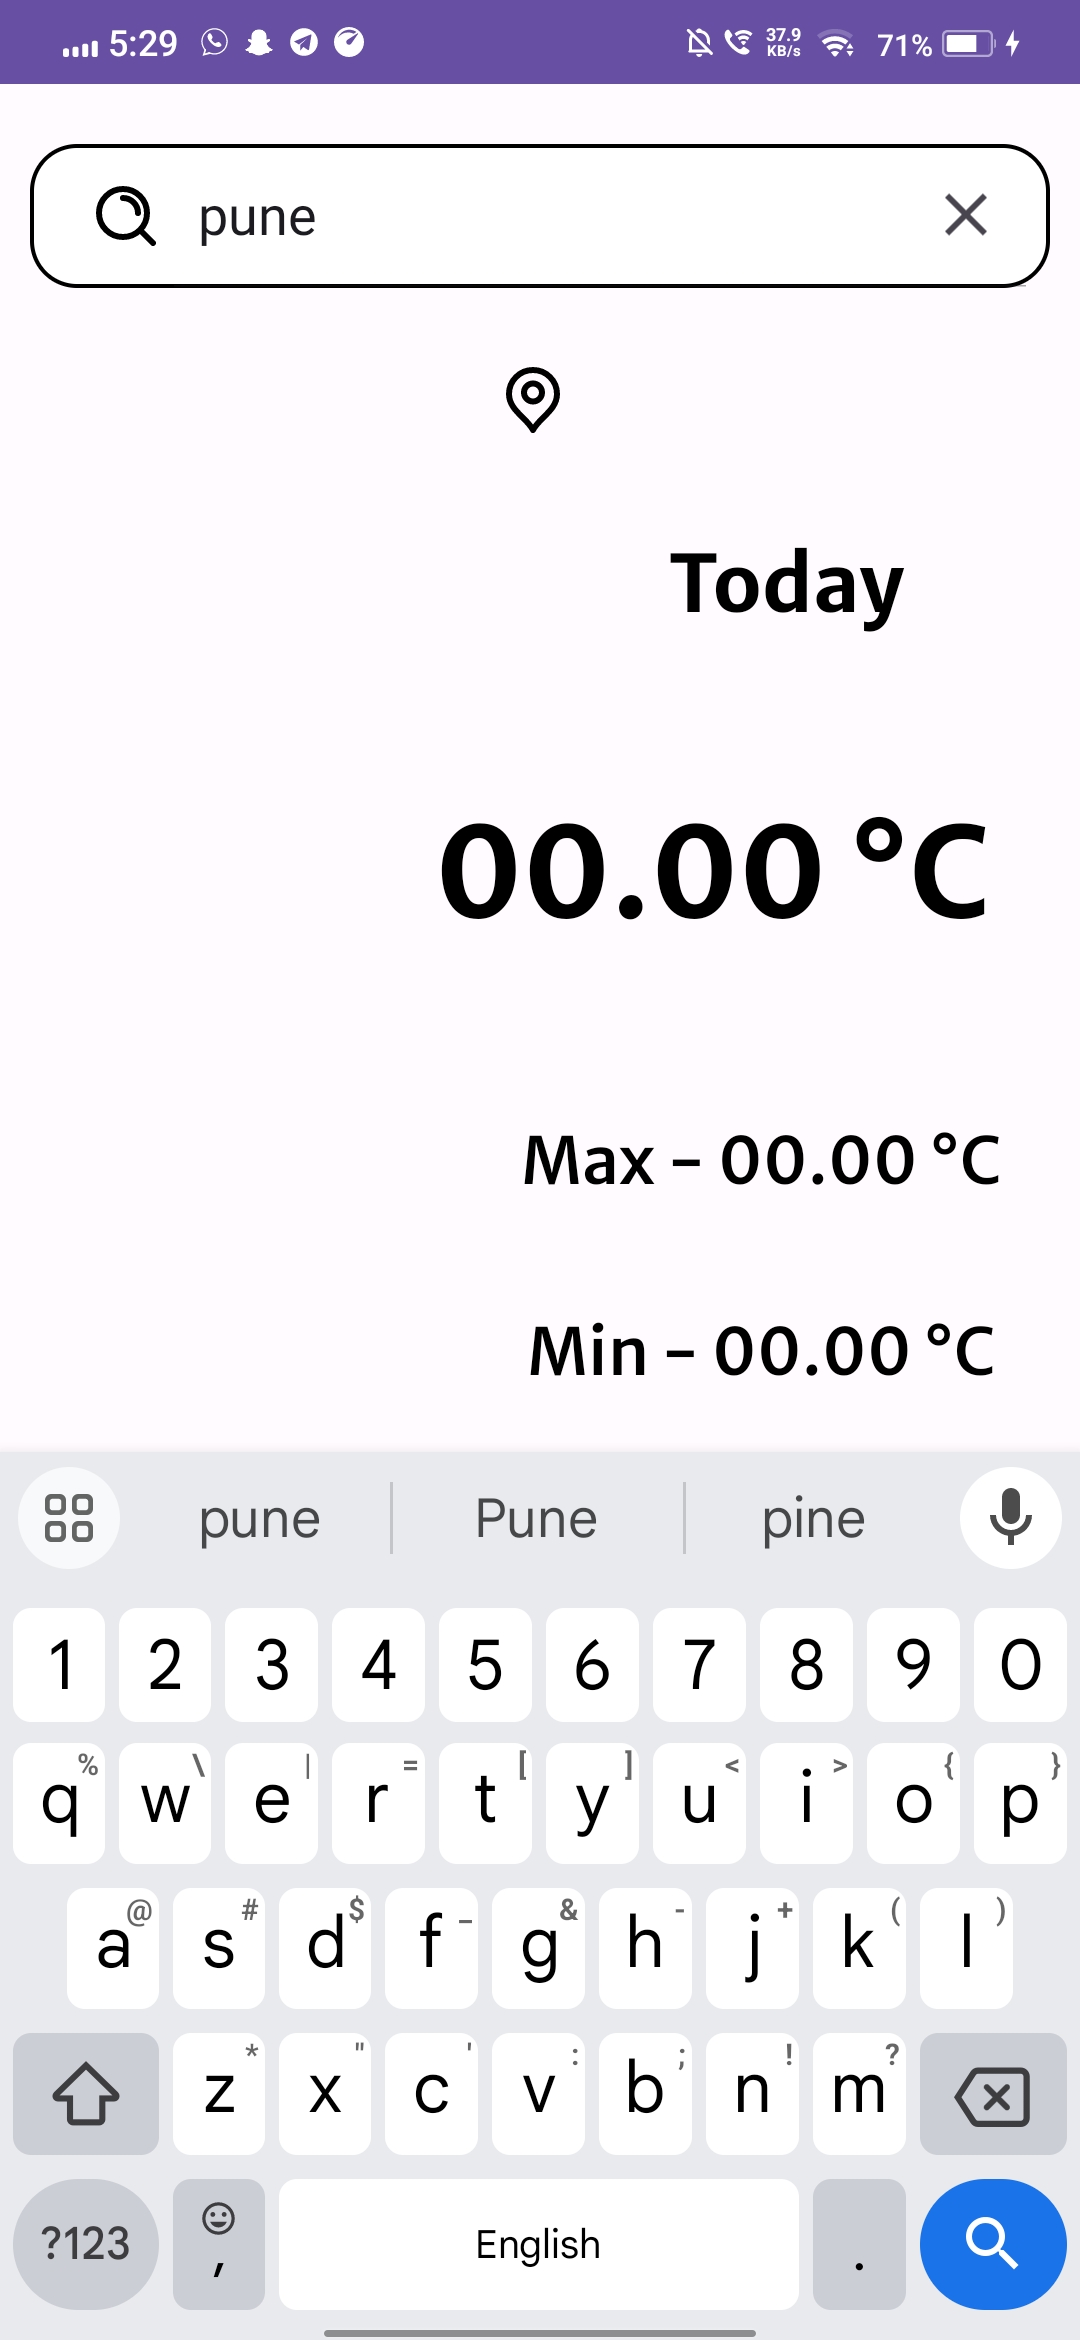 5:29 37.9 KB/s 71%
pune
Today
00.00 °C
Max - 00.00 °C
Min - 00.00 °C
pune Pune pine
1 2 3 4 5 6 7 8 9 0
q% w\ e| r= t[ y] u< i> o{ p}
a@ s# d$ f_ g& h- j+ k( l)
z* x" c' v: b; n! m?
?123 , English .